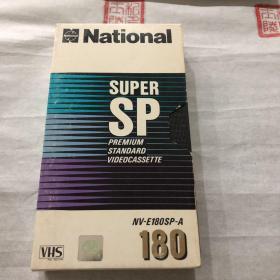 National
SUPER
SP
PREMIUM
STANDARD
VIDEOCASSETTE
NV-E180SP-A
VHS
180